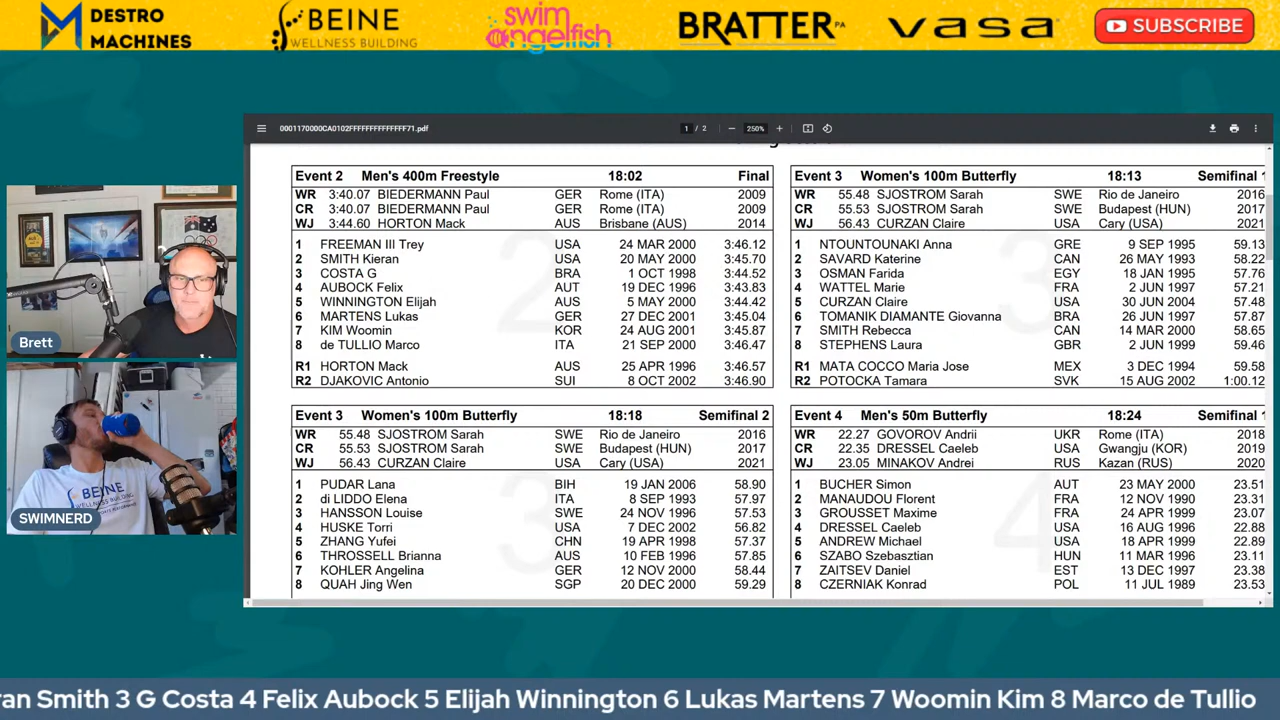 DESTRO MACHINES
BEINE WELLNESS BUILDING
swim angelfish
BRATTER PA
vasa
SUBSCRIBE
0001170000CA0102FFFFFFFFFFFFFF71.pdf 1 / 2 − 250% +
Event 2 Men's 400m Freestyle 18:02 Final
WR 3:40.07 BIEDERMANN Paul GER Rome (ITA) 2009
CR 3:40.07 BIEDERMANN Paul GER Rome (ITA) 2009
WJ 3:44.60 HORTON Mack AUS Brisbane (AUS) 2014
1 FREEMAN III Trey USA 24 MAR 2000 3:46.12
2 SMITH Kieran USA 20 MAY 2000 3:45.70
3 COSTA G BRA 1 OCT 1998 3:44.52
4 AUBOCK Felix AUT 19 DEC 1996 3:43.83
5 WINNINGTON Elijah AUS 5 MAY 2000 3:44.42
6 MARTENS Lukas GER 27 DEC 2001 3:45.04
7 KIM Woomin KOR 24 AUG 2001 3:45.87
8 de TULLIO Marco ITA 21 SEP 2000 3:46.47
R1 HORTON Mack AUS 25 APR 1996 3:46.57
R2 DJAKOVIC Antonio SUI 8 OCT 2002 3:46.90
Event 3 Women's 100m Butterfly 18:13 Semifinal 1
WR 55.48 SJOSTROM Sarah SWE Rio de Janeiro 2016
CR 55.53 SJOSTROM Sarah SWE Budapest (HUN) 2017
WJ 56.43 CURZAN Claire USA Cary (USA) 2021
1 NTOUNTOUNAKI Anna GRE 9 SEP 1995 59.13
2 SAVARD Katerine CAN 26 MAY 1993 58.22
3 OSMAN Farida EGY 18 JAN 1995 57.76
4 WATTEL Marie FRA 2 JUN 1997 57.21
5 CURZAN Claire USA 30 JUN 2004 57.48
6 TOMANIK DIAMANTE Giovanna BRA 26 JUN 1997 57.87
7 SMITH Rebecca CAN 14 MAR 2000 58.65
8 STEPHENS Laura GBR 2 JUN 1999 59.46
R1 MATA COCCO Maria Jose MEX 3 DEC 1994 59.58
R2 POTOCKA Tamara SVK 15 AUG 2002 1:00.12
Event 3 Women's 100m Butterfly 18:18 Semifinal 2
WR 55.48 SJOSTROM Sarah SWE Rio de Janeiro 2016
CR 55.53 SJOSTROM Sarah SWE Budapest (HUN) 2017
WJ 56.43 CURZAN Claire USA Cary (USA) 2021
1 PUDAR Lana BIH 19 JAN 2006 58.90
2 di LIDDO Elena ITA 8 SEP 1993 57.97
3 HANSSON Louise SWE 24 NOV 1996 57.53
4 HUSKE Torri USA 7 DEC 2002 56.82
5 ZHANG Yufei CHN 19 APR 1998 57.37
6 THROSSELL Brianna AUS 10 FEB 1996 57.85
7 KOHLER Angelina GER 12 NOV 2000 58.44
8 QUAH Jing Wen SGP 20 DEC 2000 59.29
Event 4 Men's 50m Butterfly 18:24 Semifinal 1
WR 22.27 GOVOROV Andrii UKR Rome (ITA) 2018
CR 22.35 DRESSEL Caeleb USA Gwangju (KOR) 2019
WJ 23.05 MINAKOV Andrei RUS Kazan (RUS) 2020
1 BUCHER Simon AUT 23 MAY 2000 23.51
2 MANAUDOU Florent FRA 12 NOV 1990 23.31
3 GROUSSET Maxime FRA 24 APR 1999 23.07
4 DRESSEL Caeleb USA 16 AUG 1996 22.88
5 ANDREW Michael USA 18 APR 1999 22.89
6 SZABO Szebasztian HUN 11 MAR 1996 23.11
7 ZAITSEV Daniel EST 13 DEC 1997 23.38
8 CZERNIAK Konrad POL 11 JUL 1989 23.53
Brett
BEINE
WELLNESS BUILDING
SWIMNERD
ran Smith 3 G Costa 4 Felix Aubock 5 Elijah Winnington 6 Lukas Martens 7 Woomin Kim 8 Marco de Tullio